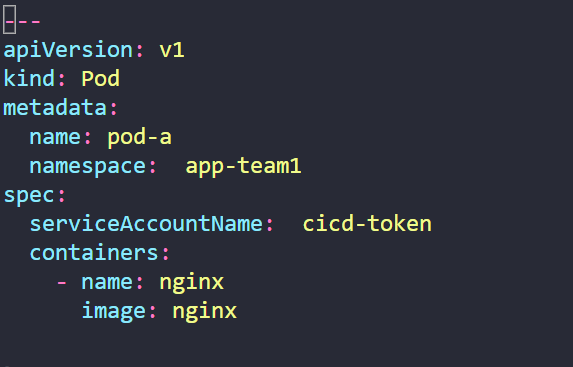 ---
apiVersion: v1
kind: Pod
metadata:
  name: pod-a
  namespace:  app-team1
spec:
  serviceAccountName:  cicd-token
  containers:
    - name: nginx
      image: nginx